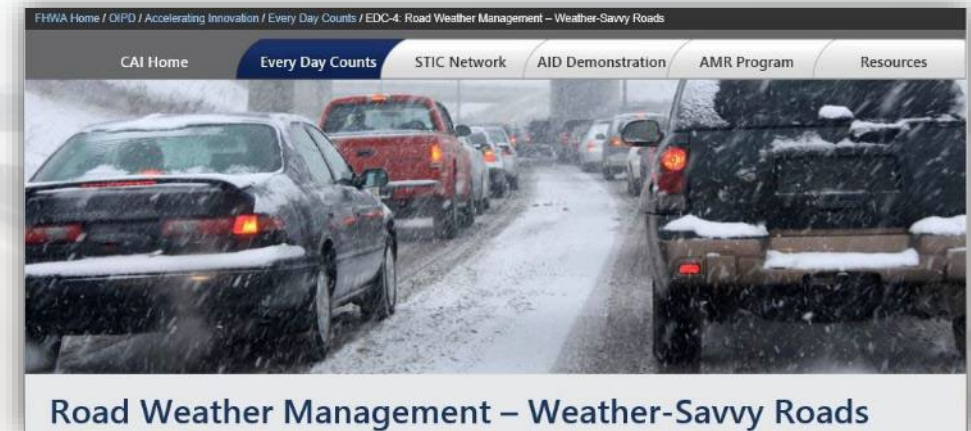 FHWA Home / OIPD / Accelerating Innovation / Every Day Counts / EDC-4: Road Weather Management – Weather-Savvy Roads
CAI Home Every Day Counts STIC Network AID Demonstration AMR Program Resources
Road Weather Management – Weather-Savvy Roads